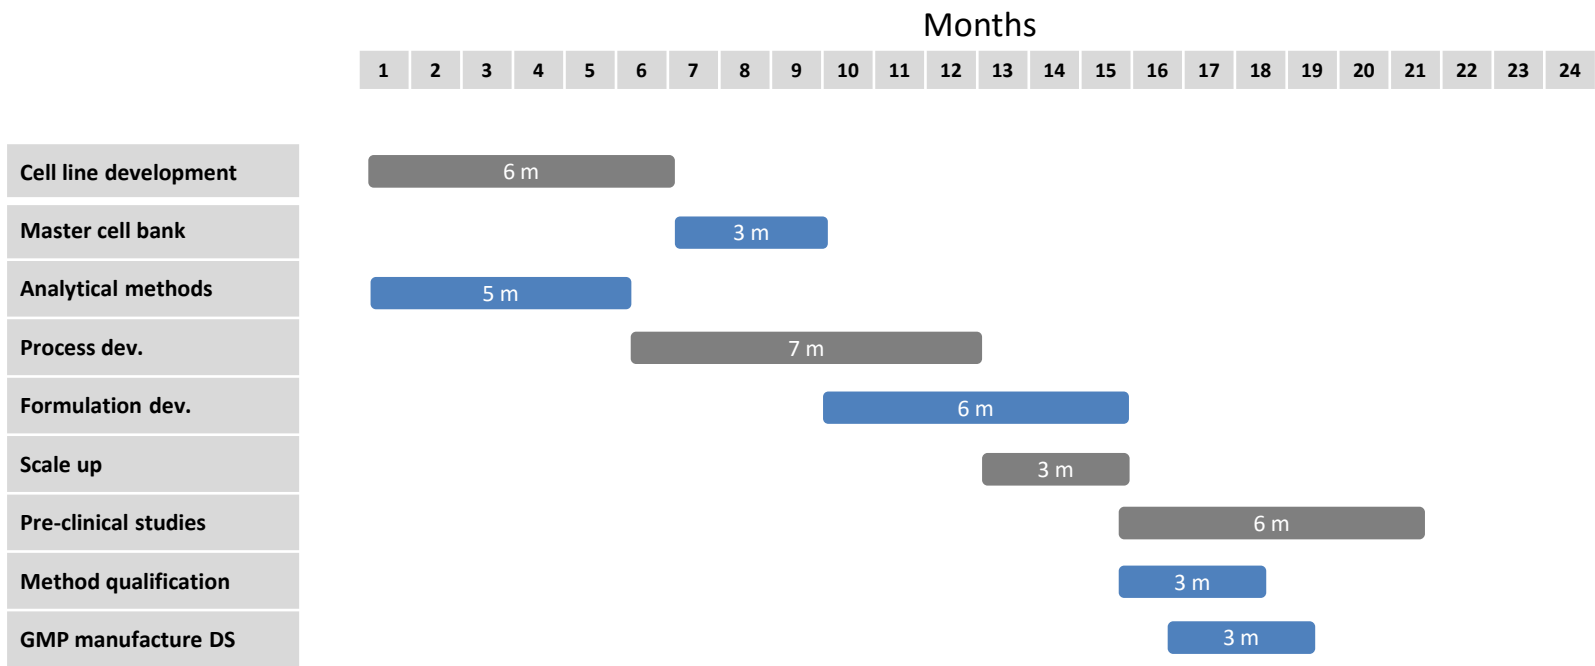 Months
1 2 3 4 5 6 7 8 9 10 11 12 13 14 15 16 17 18 19 20 21 22 23 24
Cell line development 6 m
Master cell bank 3 m
Analytical methods 5 m
Process dev. 7 m
Formulation dev. 6 m
Scale up 3 m
Pre-clinical studies 6 m
Method qualification 3 m
GMP manufacture DS 3 m